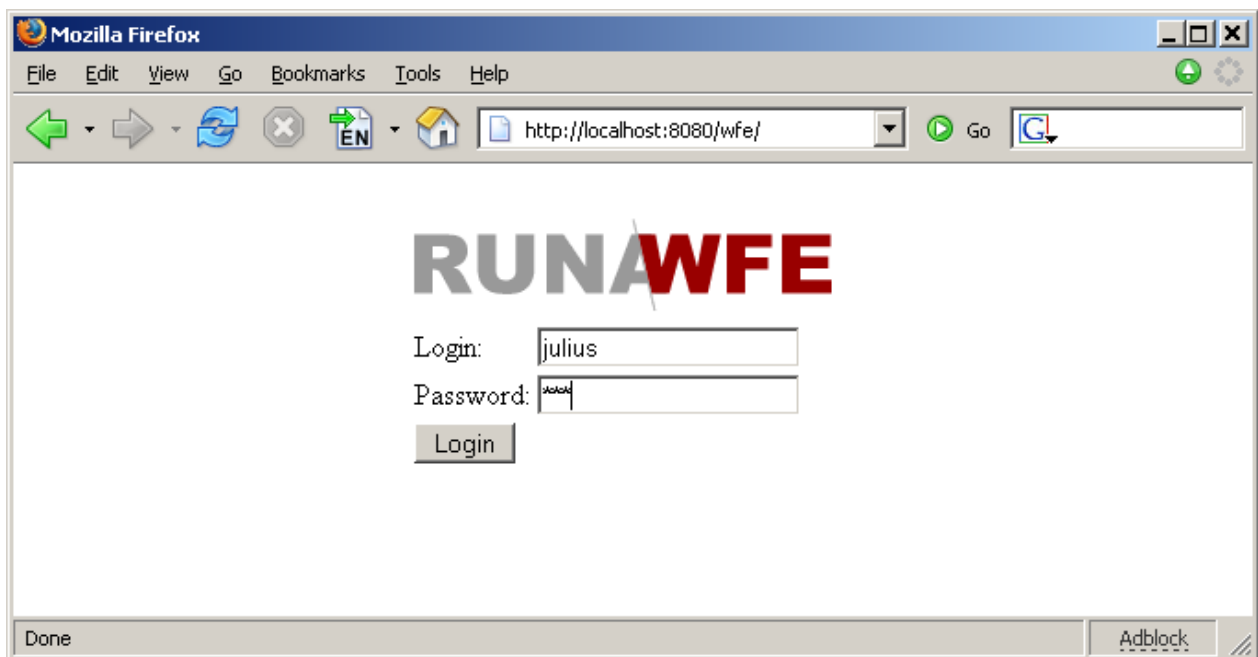 Mozilla Firefox
File Edit View Go Bookmarks Tools Help
EN http://localhost:8080/wfe/ Go G
RUNAWFE
Login: julius
Password: ****
Login
Done Adblock